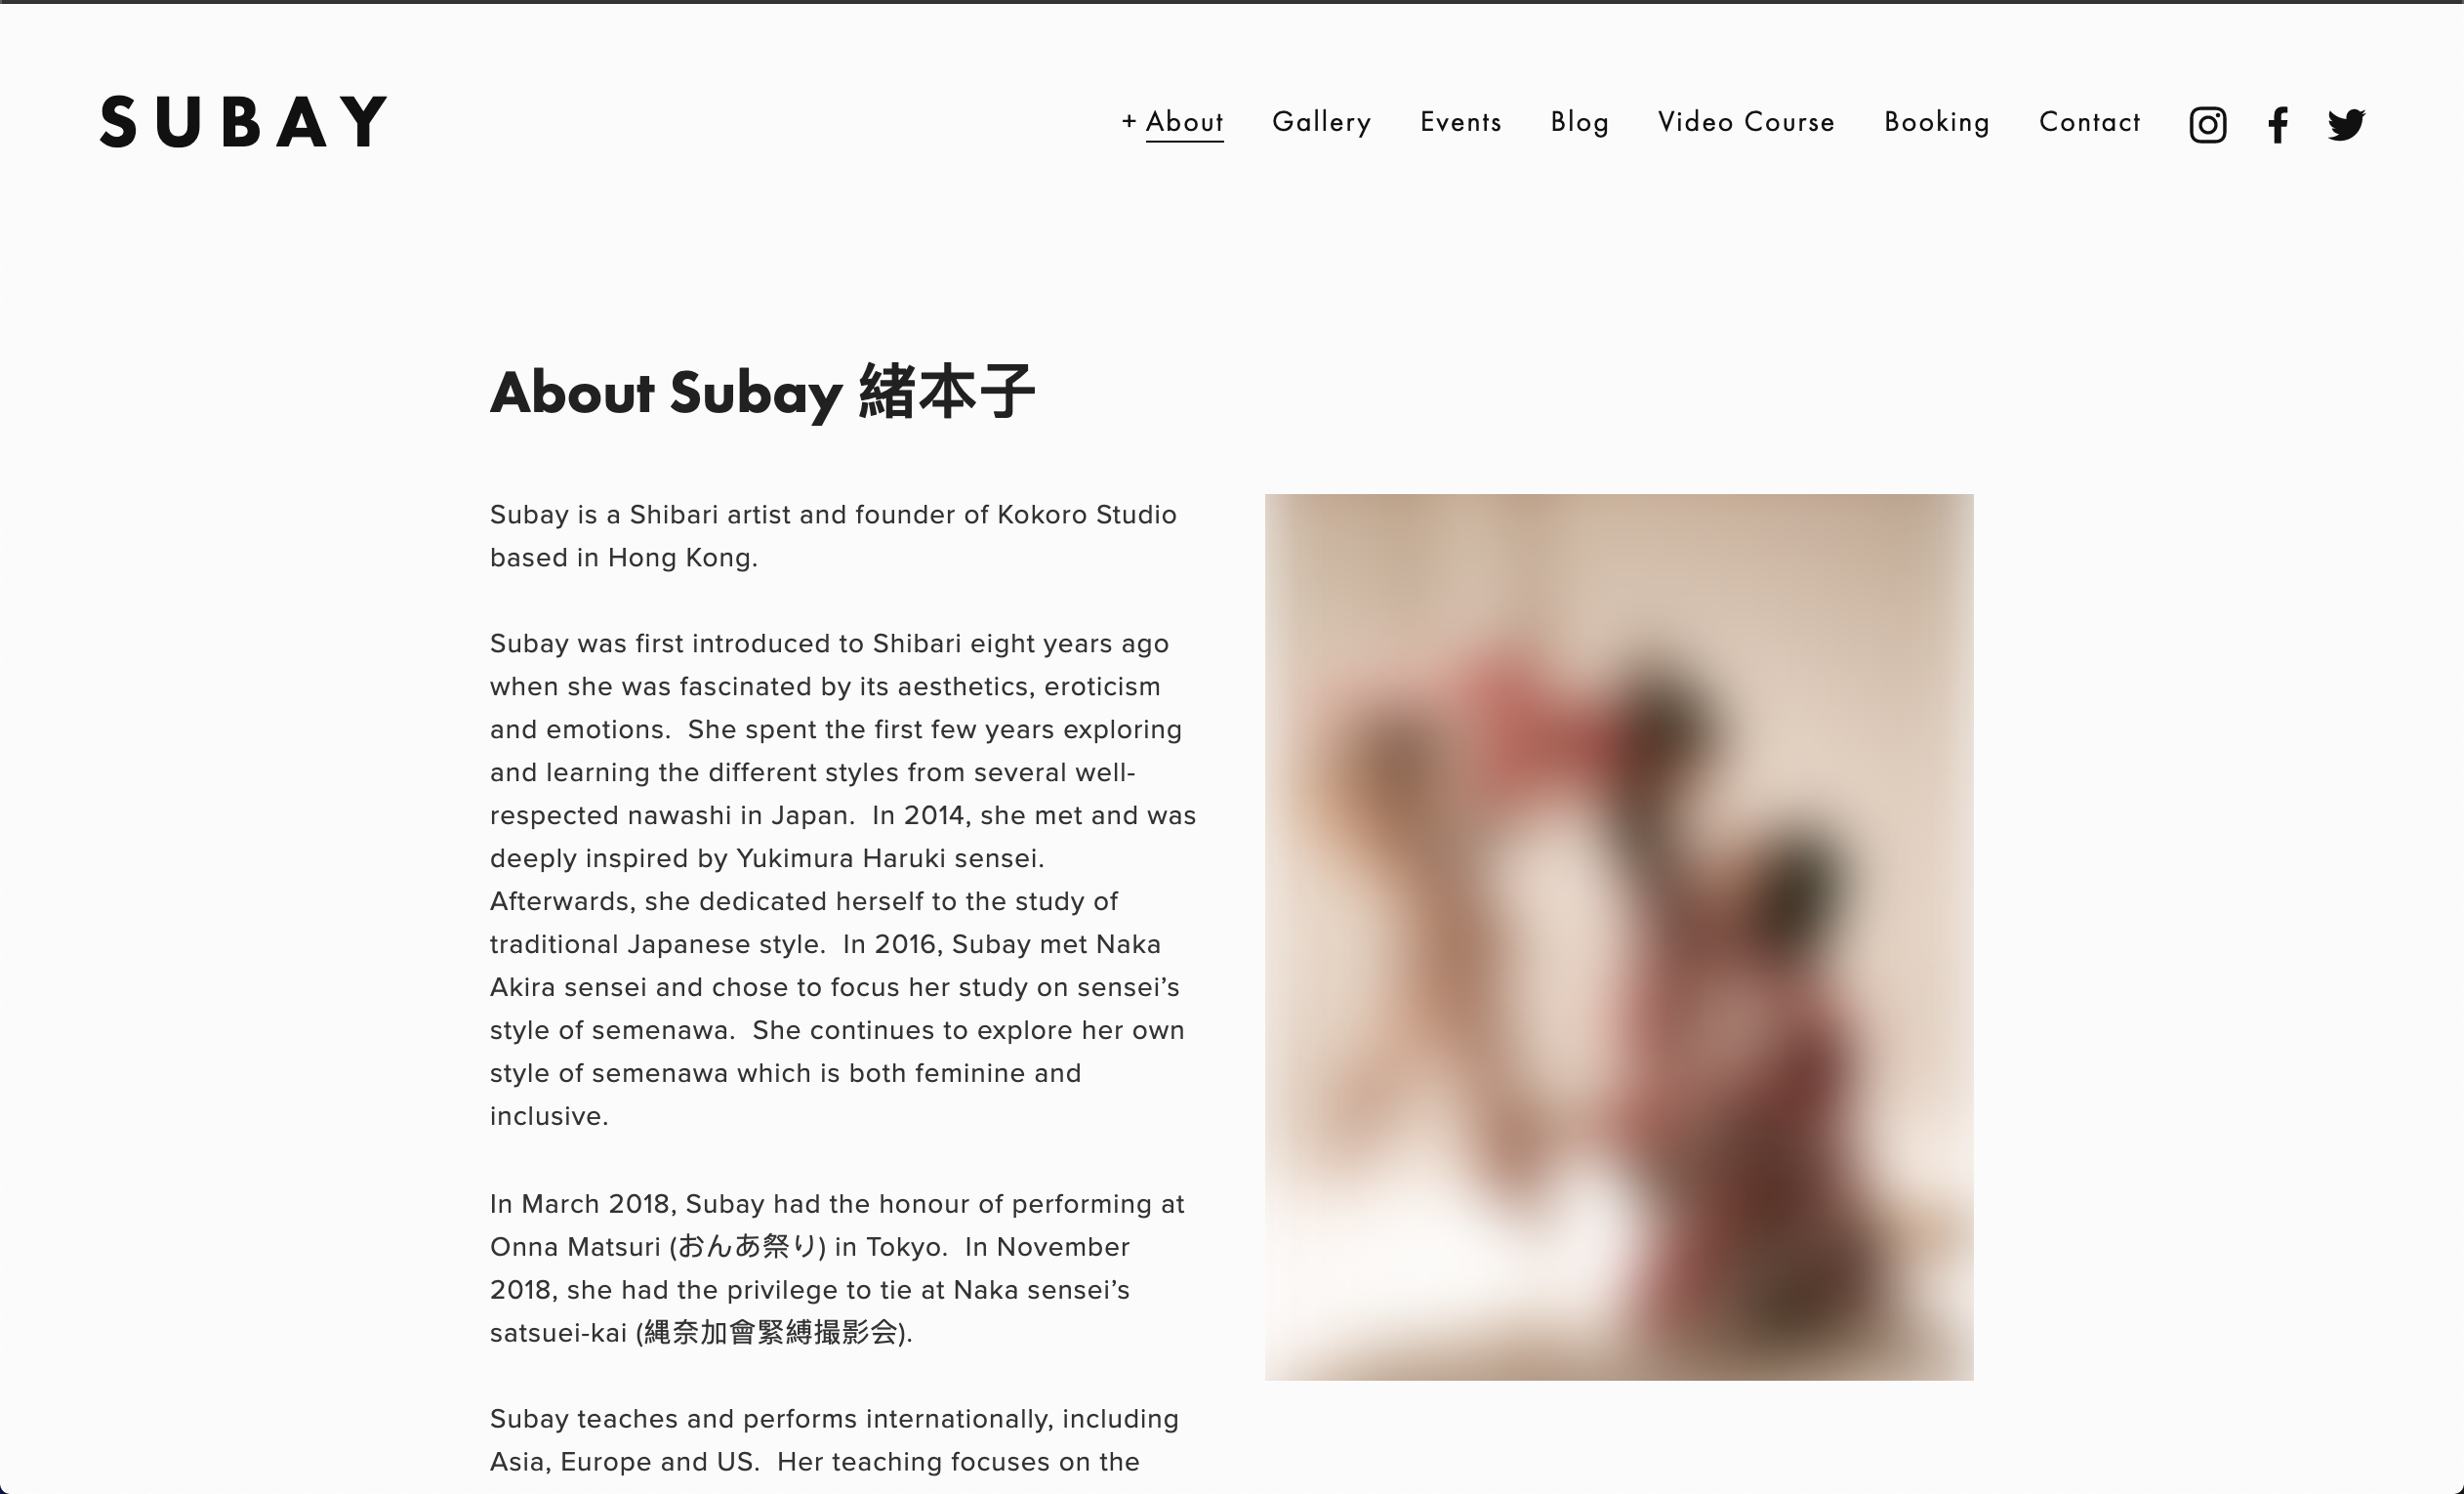 SUBAY
+ About Gallery Events Blog Video Course Booking Contact
About Subay 緒本子
Subay is a Shibari artist and founder of Kokoro Studio
based in Hong Kong.
Subay was first introduced to Shibari eight years ago
when she was fascinated by its aesthetics, eroticism
and emotions.  She spent the first few years exploring
and learning the different styles from several well-
respected nawashi in Japan.  In 2014, she met and was
deeply inspired by Yukimura Haruki sensei.
Afterwards, she dedicated herself to the study of
traditional Japanese style.  In 2016, Subay met Naka
Akira sensei and chose to focus her study on sensei’s
style of semenawa.  She continues to explore her own
style of semenawa which is both feminine and
inclusive.
In March 2018, Subay had the honour of performing at
Onna Matsuri (おんあ祭り) in Tokyo.  In November
2018, she had the privilege to tie at Naka sensei’s
satsuei-kai (縄奈加會緊縛撮影会).
Subay teaches and performs internationally, including
Asia, Europe and US.  Her teaching focuses on the